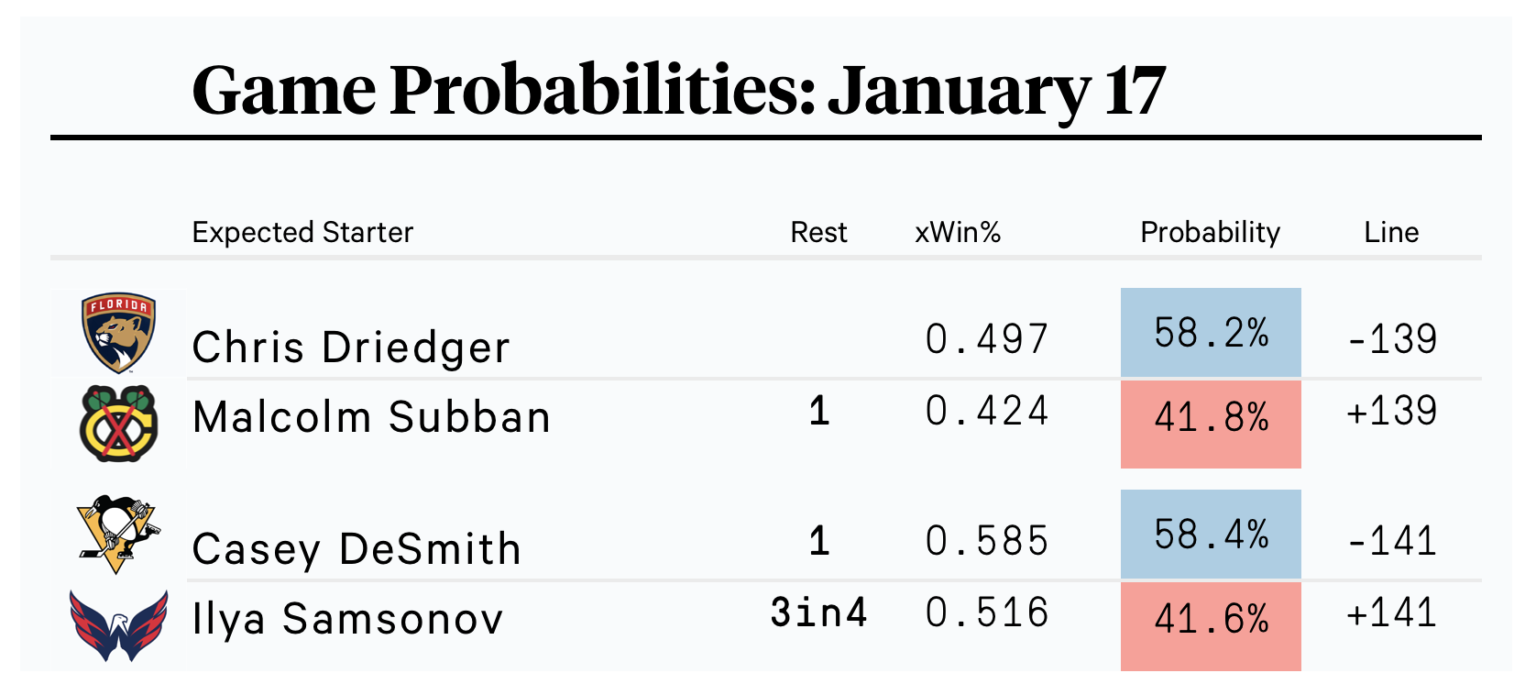 Game Probabilities: January 17
Expected Starter Rest xWin% Probability Line
FLORIDA
Chris Driedger 0.497 58.2% -139
Malcolm Subban 1 0.424 41.8% +139
Casey DeSmith 1 0.585 58.4% -141
Ilya Samsonov 3in4 0.516 41.6% +141